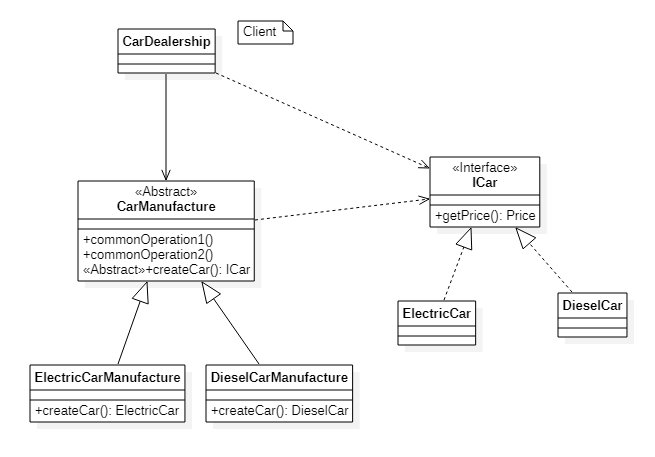 CarDealership
Client
«Interface»
ICar
+getPrice(): Price
«Abstract»
CarManufacture
+commonOperation1()
+commonOperation2()
«Abstract»+createCar(): ICar
ElectricCar
DieselCar
ElectricCarManufacture
+createCar(): ElectricCar
DieselCarManufacture
+createCar(): DieselCar